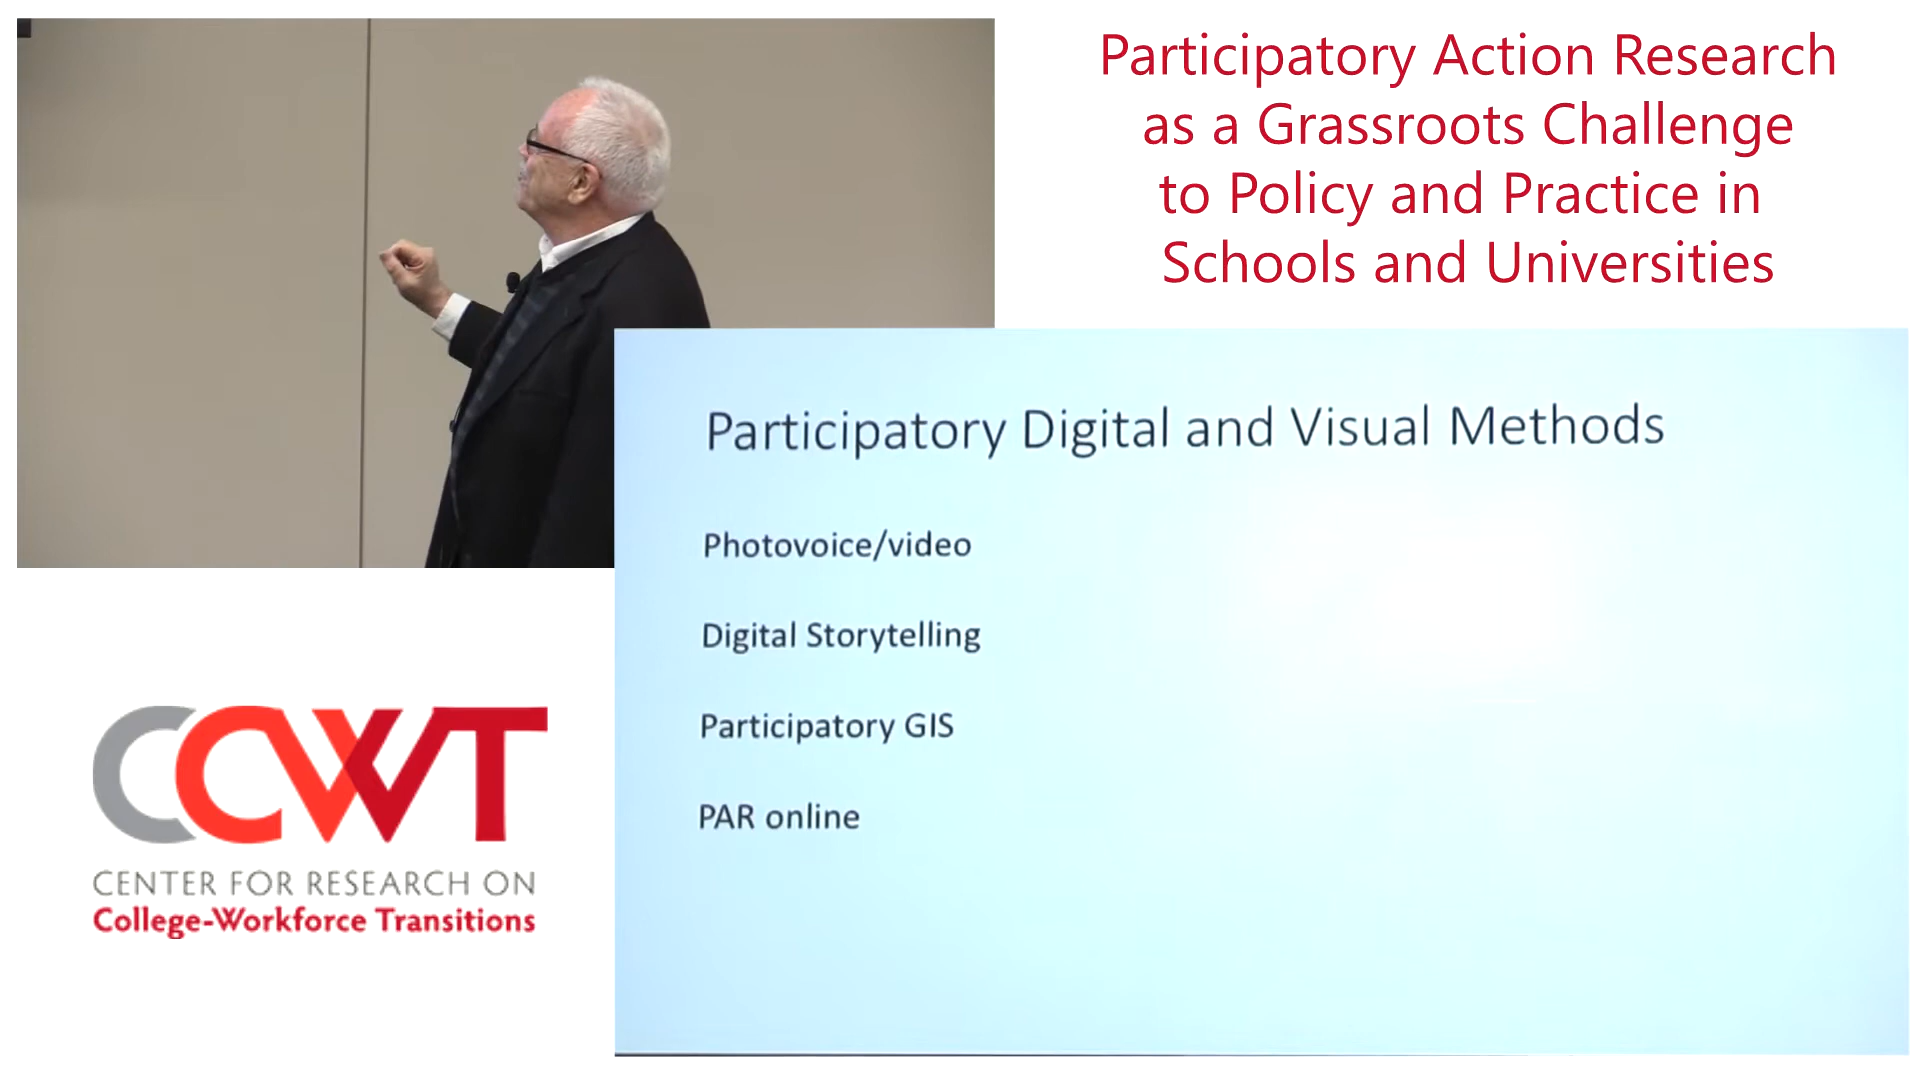 Participatory Action Research
as a Grassroots Challenge
to Policy and Practice in
Schools and Universities
Participatory Digital and Visual Methods
Photovoice/video
Digital Storytelling
Participatory GIS
PAR online
CCWT
CENTER FOR RESEARCH ON
College-Workforce Transitions